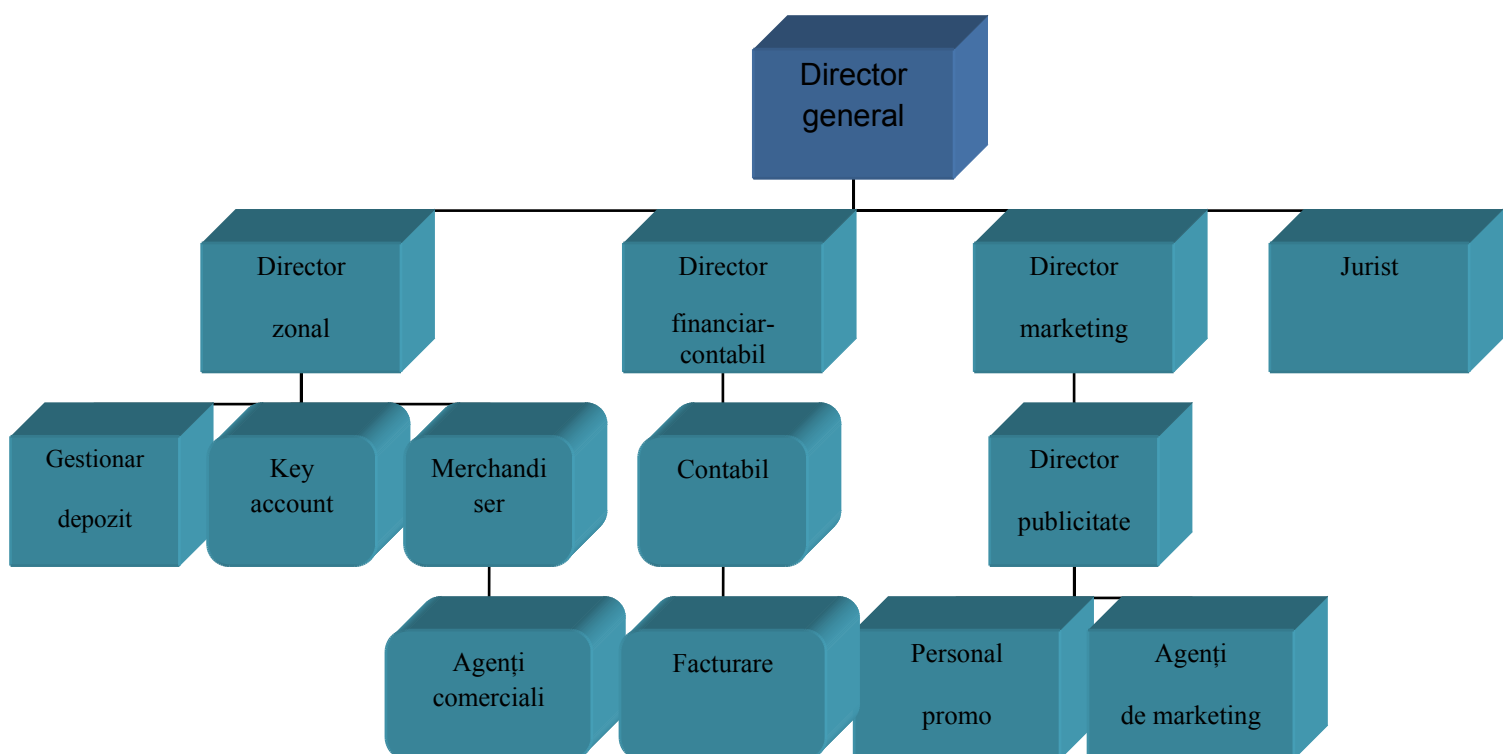 Director
general
Director
zonal
Director
financiar-
contabil
Director
marketing
Jurist
Gestionar
depozit
Key
account
Merchandi
ser
Contabil
Director
publicitate
Agenți
comerciali
Facturare
Personal
promo
Agenți
de marketing